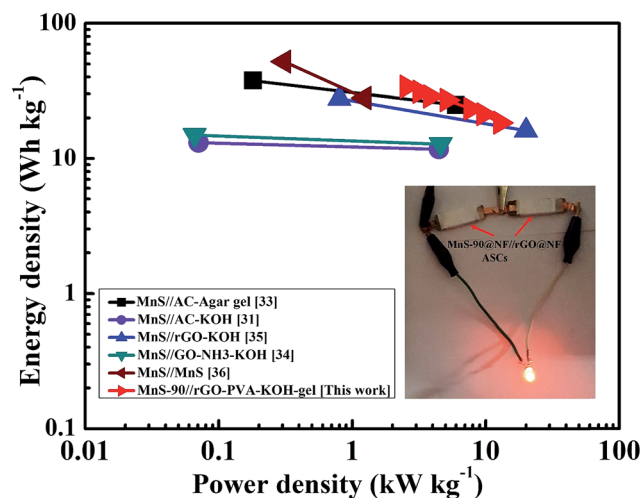 Energy density (Wh kg-1)
100
10
1
0.1
MnS-90@NF//rGO@NF
ASCs
MnS//AC-Agar gel [33]
MnS//AC-KOH [31]
MnS//rGO-KOH [35]
MnS//GO-NH3-KOH [34]
MnS//MnS [36]
MnS-90//rGO-PVA-KOH-gel [This work]
0.01 0.1 1 10 100
Power density (kW kg-1)